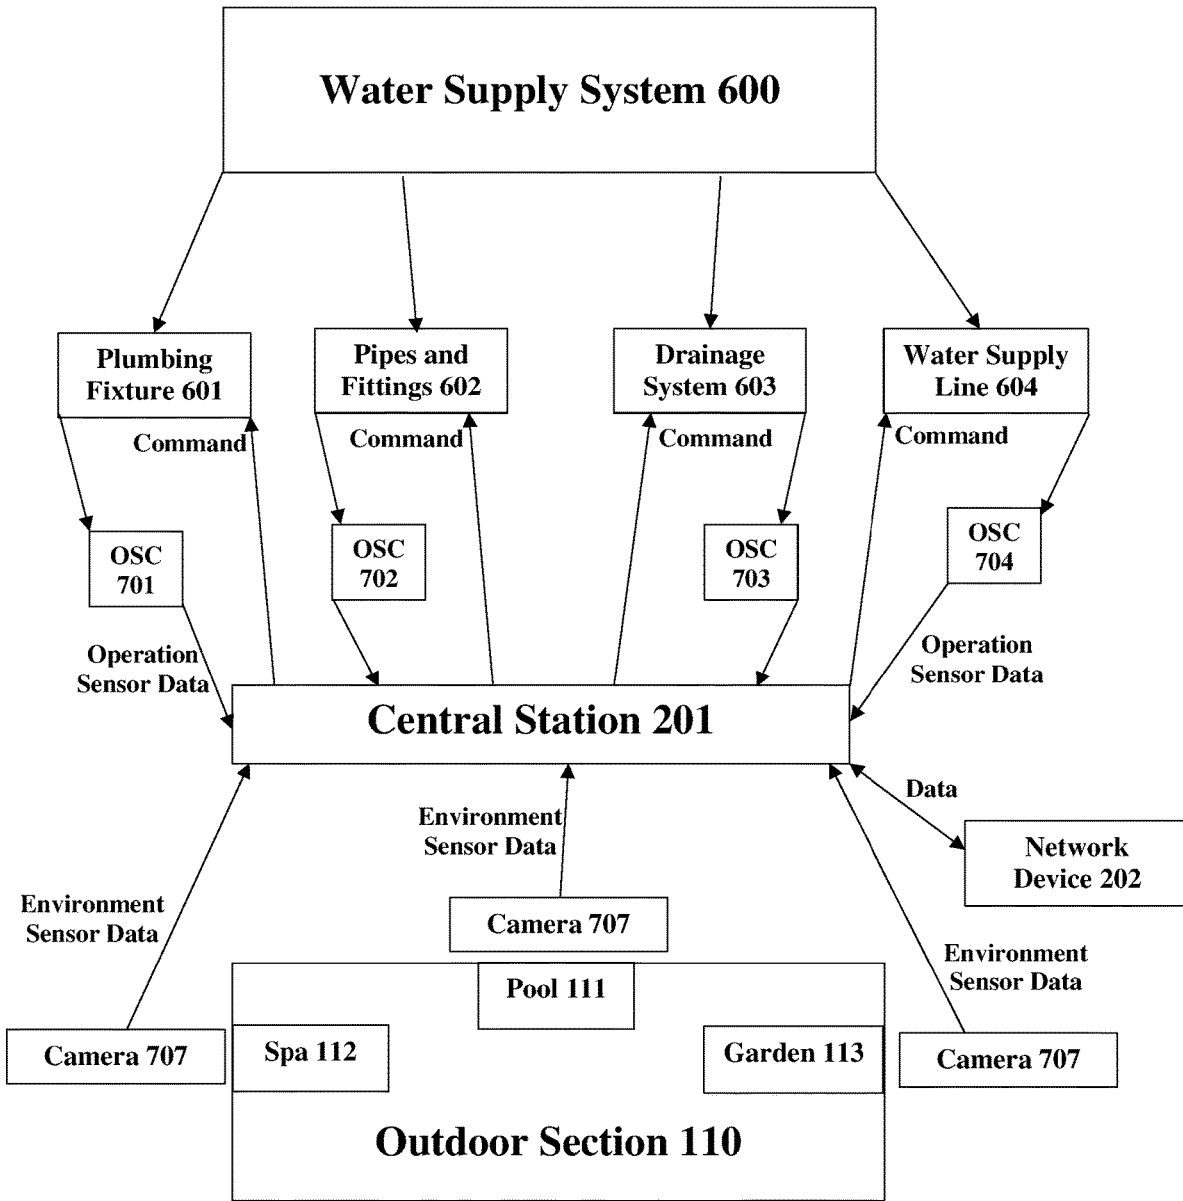 Water Supply System 600
Plumbing
Fixture 601
Pipes and
Fittings 602
Drainage
System 603
Water Supply
Line 604
Command
Command
Command
Command
OSC
701
OSC
702
OSC
703
OSC
704
Operation
Sensor Data
Operation
Sensor Data
Central Station 201
Data
Environment
Sensor Data
Network
Device 202
Environment
Sensor Data
Camera 707
Environment
Sensor Data
Pool 111
Camera 707
Spa 112
Garden 113
Camera 707
Outdoor Section 110